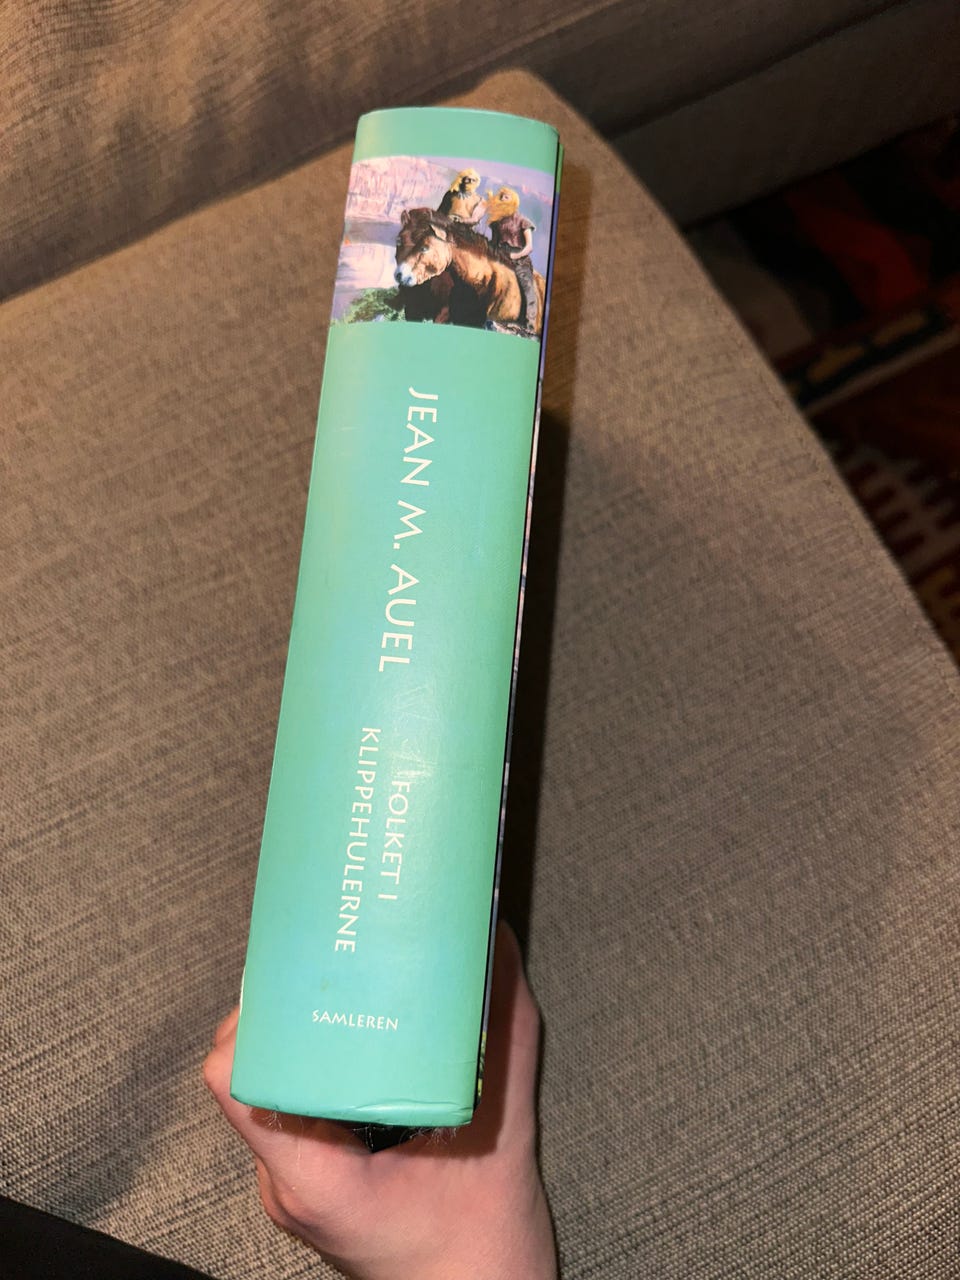 JEAN M. AUEL
FOLKET I
KLIPPEHULERNE
SAMLEREN